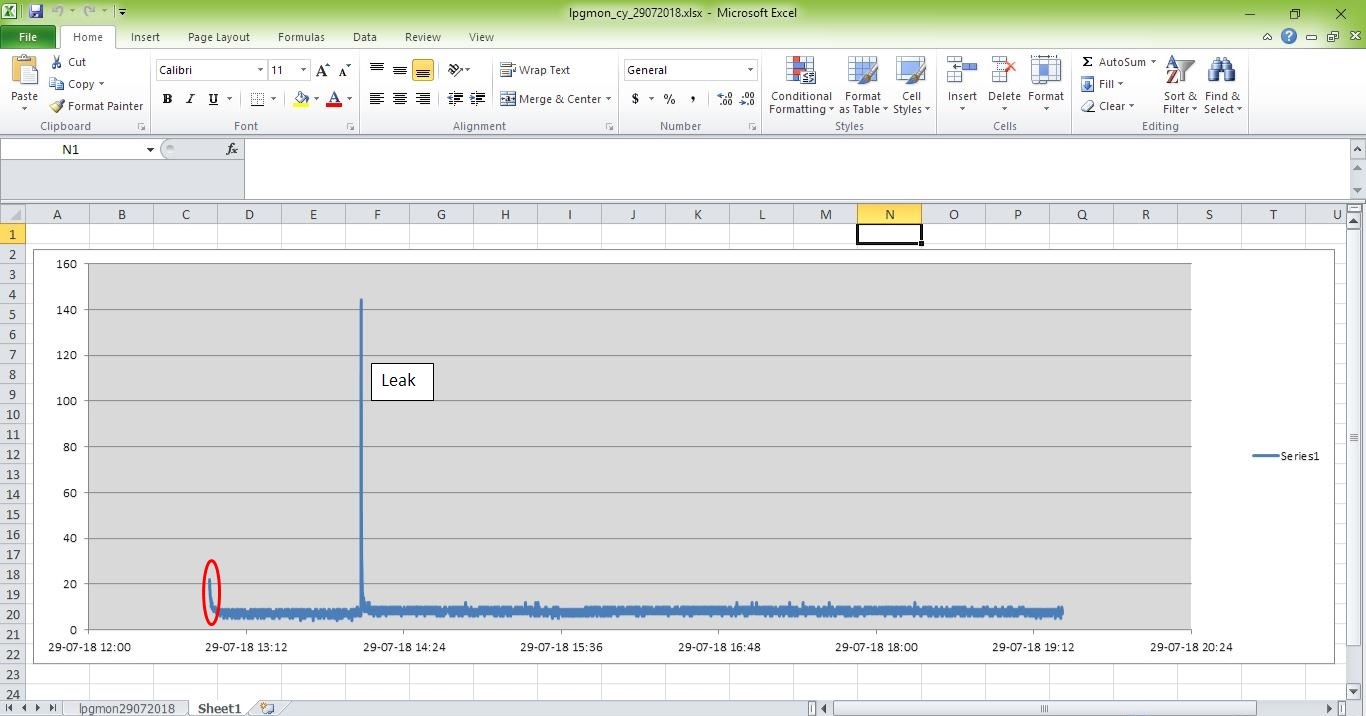 lpgmon_cy_29072018.xlsx - Microsoft Excel
File Home Insert Page Layout Formulas Data Review View
Paste Cut Copy Format Painter Clipboard
Calibri 11 A A B I U A Font
Wrap Text Merge & Center Alignment
General $ % , Number
Conditional Formatting Format as Table Cell Styles Styles
Insert Delete Format Cells
Σ AutoSum Fill Clear Sort & Filter Find & Select Editing
N1 fx
A B C D E F G H I J K L M N O P Q R S T U
1
2
3
4
5
6
7
8
9
10
11
12
13
14
15
16
17
18
19
20
21
22
23
24
160
140
120
100
80
60
40
20
0
Leak
Series1
29-07-18 12:00 29-07-18 13:12 29-07-18 14:24 29-07-18 15:36 29-07-18 16:48 29-07-18 18:00 29-07-18 19:12 29-07-18 20:24
lpgmon29072018 Sheet1